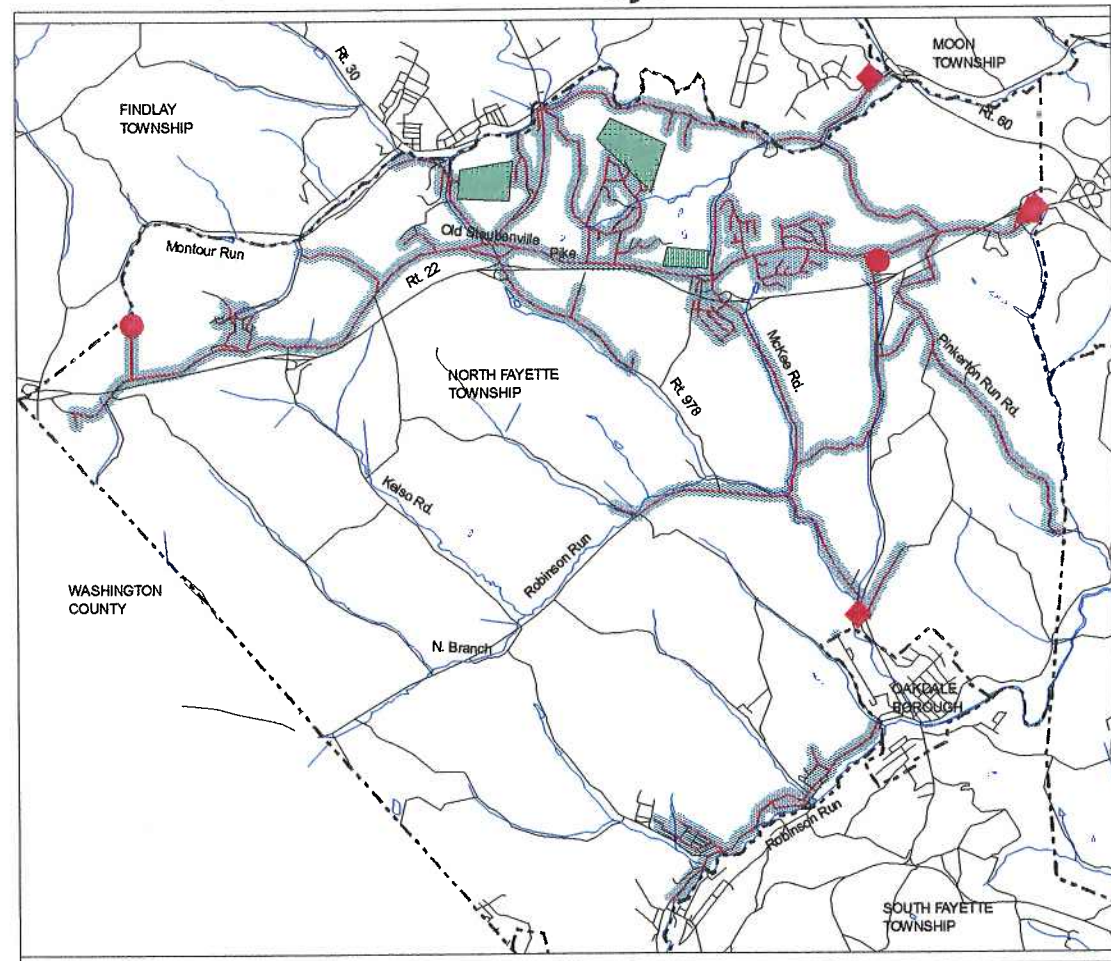 MOON
TOWNSHIP
Rt. 30
FINDLAY
TOWNSHIP
Rt. 60
Old Steubenville
Pike
Montour Run
Rt. 22
NORTH FAYETTE
TOWNSHIP
McKee Rd.
Pinkerton Run Rd.
Rt. 978
Kelso Rd.
Robinson Run
WASHINGTON
COUNTY
N. Branch
OAKDALE
BOROUGH
Robinson Run
SOUTH FAYETTE
TOWNSHIP